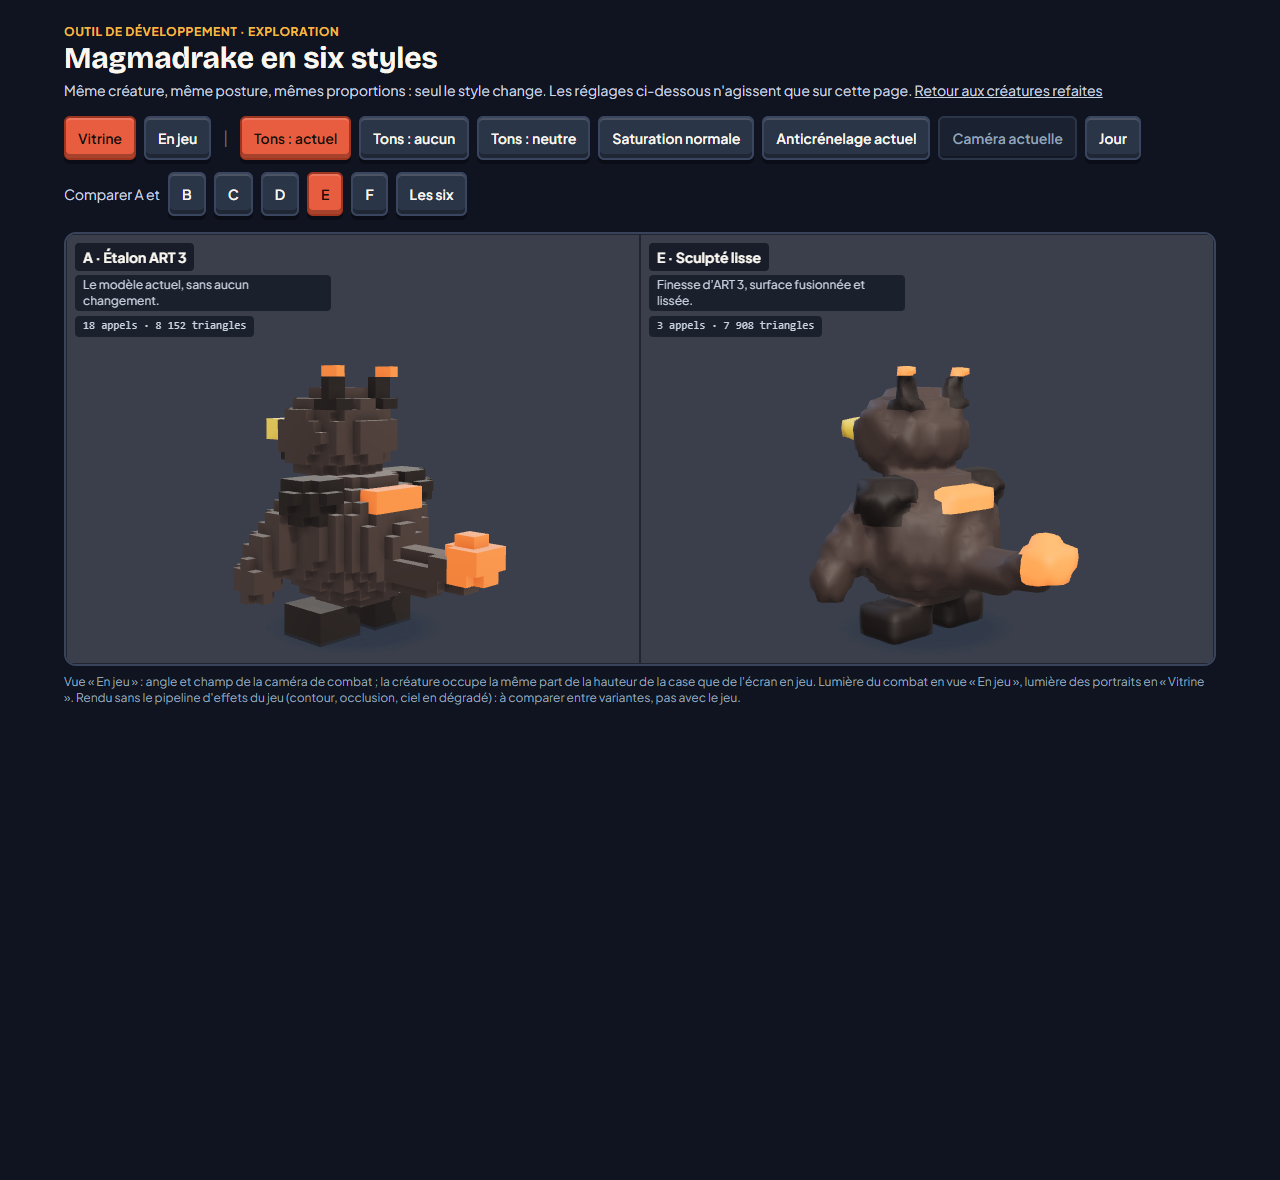 OUTIL DE DÉVELOPPEMENT · EXPLORATION
Magmadrake en six styles
Même créature, même posture, mêmes proportions : seul le style change. Les réglages ci-dessous n'agissent que sur cette page. Retour aux créatures refaites
Vitrine En jeu | Tons : actuel Tons : aucun Tons : neutre Saturation normale Anticrénelage actuel Caméra actuelle Jour
Comparer A et B C D E F Les six
A · Étalon ART 3
Le modèle actuel, sans aucun
changement.
18 appels · 8 152 triangles
E · Sculpté lisse
Finesse d'ART 3, surface fusionnée et
lissée.
3 appels · 7 908 triangles
Vue « En jeu » : angle et champ de la caméra de combat ; la créature occupe la même part de la hauteur de la case que de l'écran en jeu. Lumière du combat en vue « En jeu », lumière des portraits en « Vitrine
». Rendu sans le pipeline d'effets du jeu (contour, occlusion, ciel en dégradé) : à comparer entre variantes, pas avec le jeu.